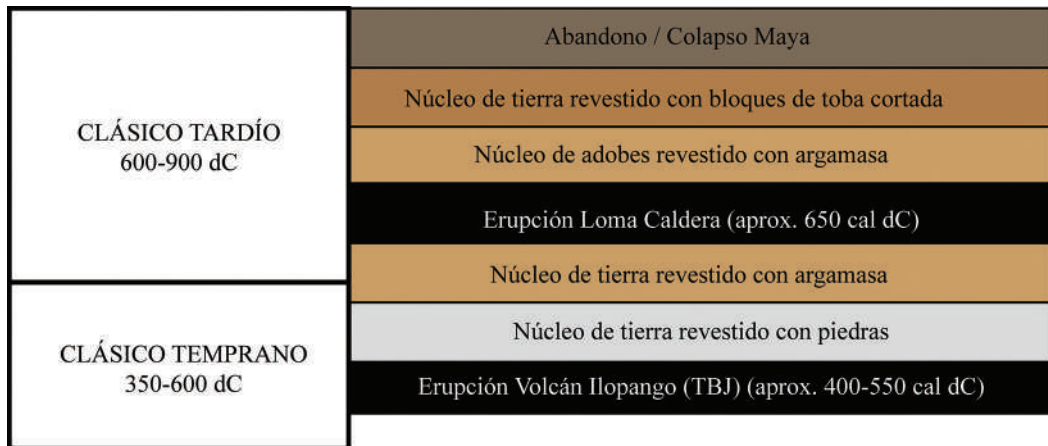 CLÁSICO TARDÍO
600-900 dC
Abandono / Colapso Maya
Núcleo de tierra revestido con bloques de toba cortada
Núcleo de adobes revestido con argamasa
Erupción Loma Caldera (aprox. 650 cal dC)
Núcleo de tierra revestido con argamasa
CLÁSICO TEMPRANO
350-600 dC
Núcleo de tierra revestido con piedras
Erupción Volcán Ilopango (TBJ) (aprox. 400-550 cal dC)